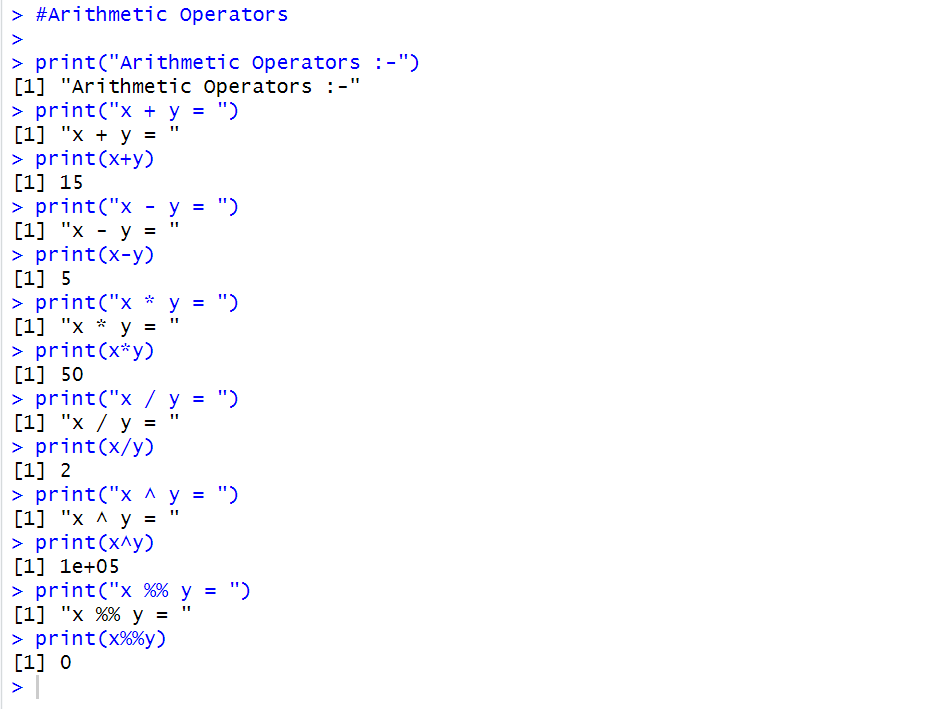 > #Arithmetic Operators
>
> print("Arithmetic Operators :-")
[1] "Arithmetic Operators :-"
> print("x + y = ")
[1] "x + y = "
> print(x+y)
[1] 15
> print("x - y = ")
[1] "x - y = "
> print(x-y)
[1] 5
> print("x * y = ")
[1] "x * y = "
> print(x*y)
[1] 50
> print("x / y = ")
[1] "x / y = "
> print(x/y)
[1] 2
> print("x ^ y = ")
[1] "x ^ y = "
> print(x^y)
[1] 1e+05
> print("x %% y = ")
[1] "x %% y = "
> print(x%%y)
[1] 0
>